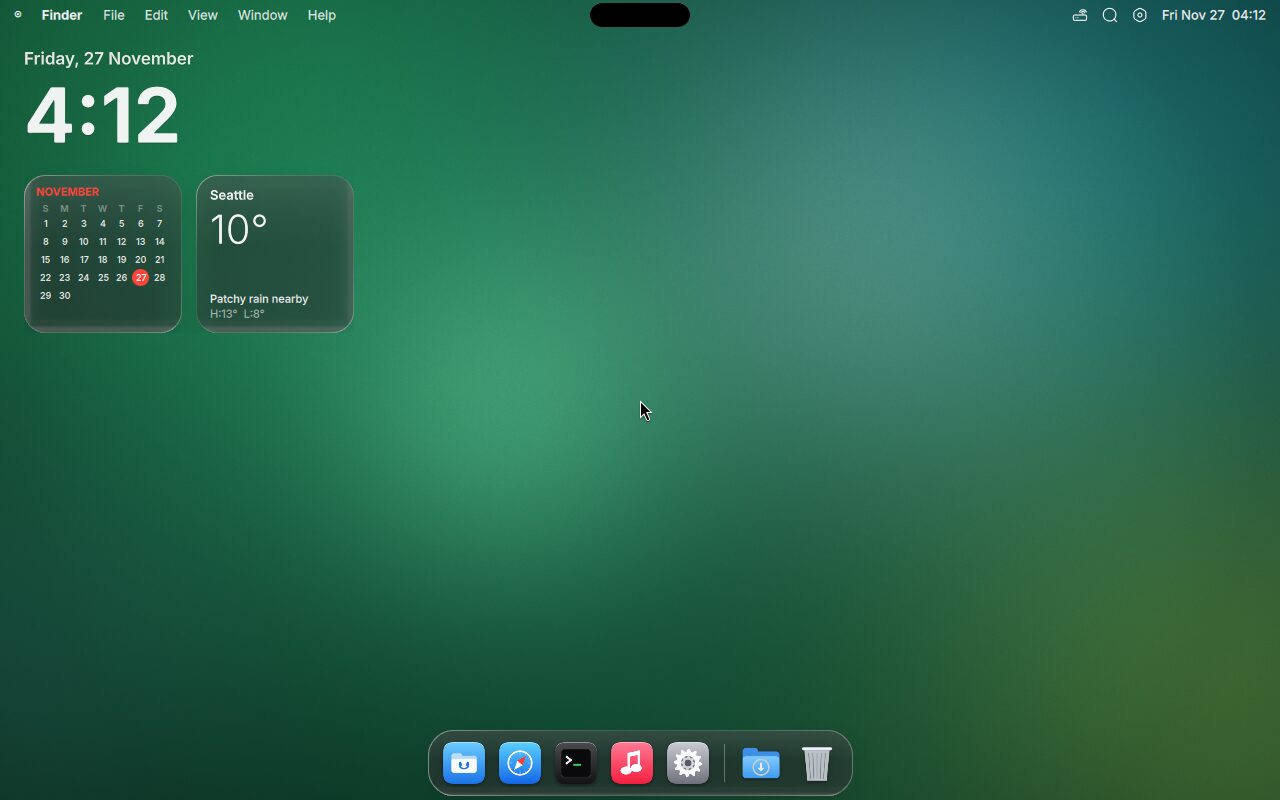 Finder File Edit View Window Help Fri Nov 27 04:12
Friday, 27 November
4:12
NOVEMBER
S M T W T F S
1 2 3 4 5 6 7
8 9 10 11 12 13 14
15 16 17 18 19 20 21
22 23 24 25 26 27 28
29 30
Seattle
10°
Patchy rain nearby
H:13° L:8°